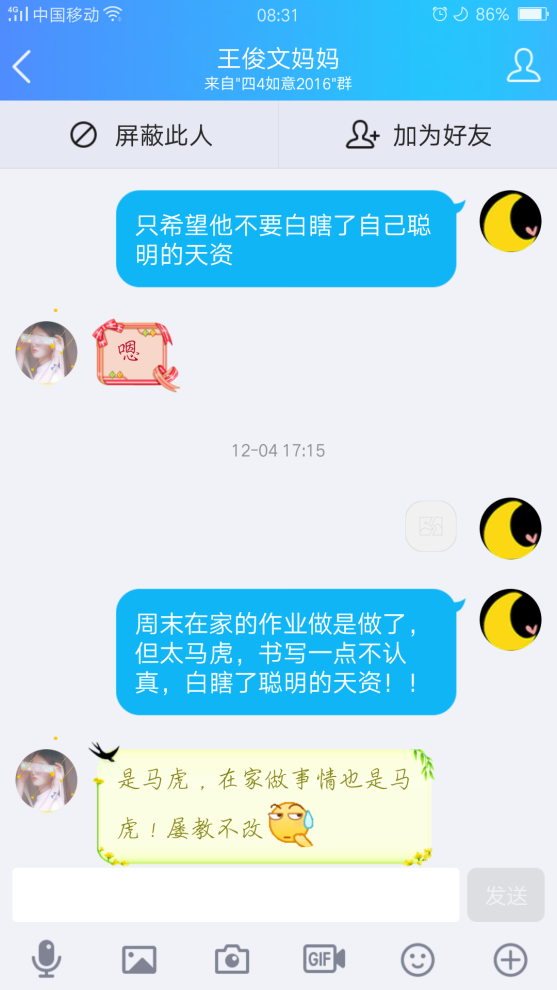 4G 中国移动 08:31 86%
王俊文妈妈
来自"四4如意2016"群
屏蔽此人 加为好友
只希望他不要白瞎了自己聪
明的天资
嗯
12-04 17:15
周末在家的作业做是做了，
但太马虎，书写一点不认
真，白瞎了聪明的天资！！
是马虎，在家做事情也是马
虎！屡教不改
发送
GIF